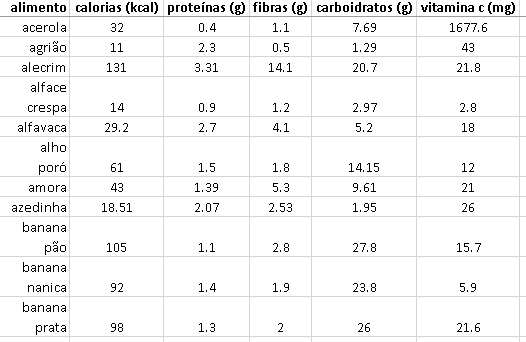 alimento calorias (kcal) proteínas (g) fibras (g) carboidratos (g) vitamina c (mg)
acerola 32 0.4 1.1 7.69 1677.6
agrião 11 2.3 0.5 1.29 43
alecrim 131 3.31 14.1 20.7 21.8
alface
crespa 14 0.9 1.2 2.97 2.8
alfavaca 29.2 2.7 4.1 5.2 18
alho
poró 61 1.5 1.8 14.15 12
amora 43 1.39 5.3 9.61 21
azedinha 18.51 2.07 2.53 1.95 26
banana
pão 105 1.1 2.8 27.8 15.7
banana
nanica 92 1.4 1.9 23.8 5.9
banana
prata 98 1.3 2 26 21.6